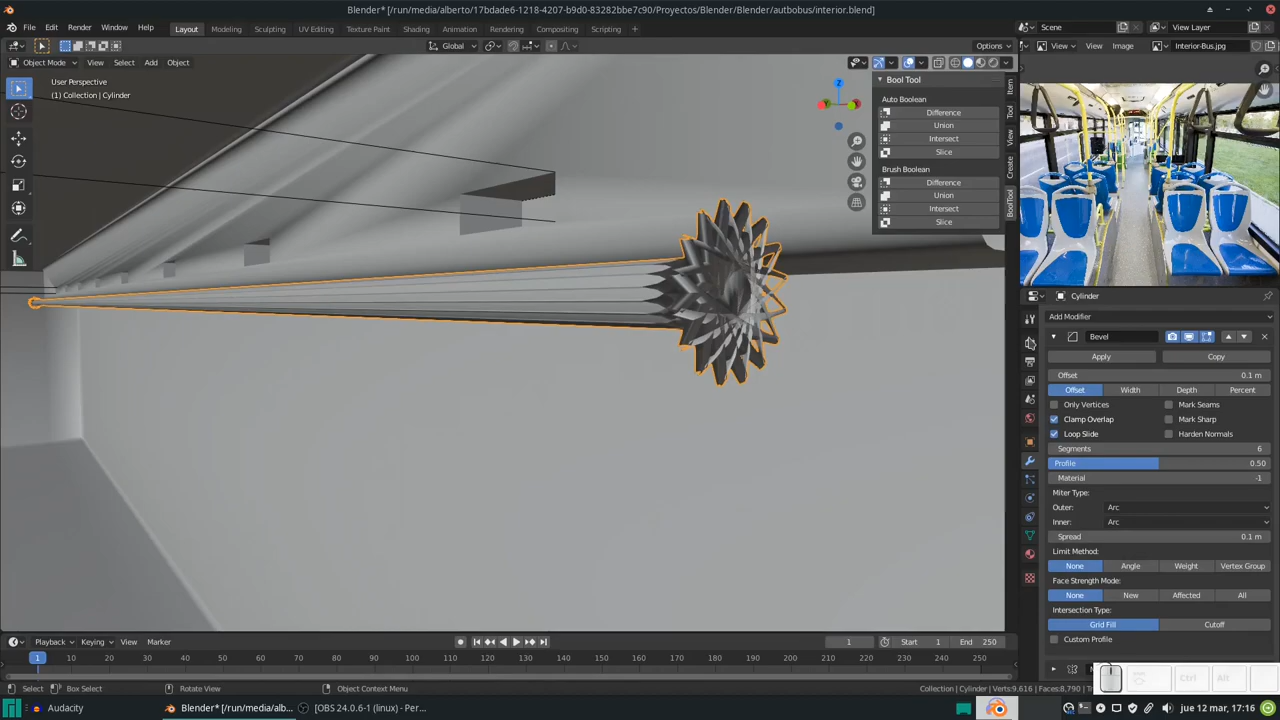 Blender* [/run/media/alberto/17bdade6-1218-4207-b9d0-83282bbe7c90/Proyectos/Blender/Blender/autbobus/interior.blend]
File Edit Render Window Help Layout Modeling Sculpting UV Editing Texture Paint Shading Animation Rendering Compositing Scripting + Scene View Layer
Global Options View View Image Interior-Bus.jpg
Object Mode View Select Add Object
User Perspective
(1) Collection | Cylinder
Bool Tool
Auto Boolean
Difference
Union
Intersect
Slice
Brush Boolean
Difference
Union
Intersect
Slice
Item
Tool
View
Create
BoolTool
Z
Cylinder
Add Modifier
Bevel
Apply Copy
Offset 0.1 m
Offset Width Depth Percent
Only Vertices Mark Seams
Clamp Overlap Mark Sharp
Loop Slide Harden Normals
Segments 6
Profile 0.50
Material -1
Miter Type:
Outer: Arc
Inner: Arc
Spread 0.1 m
Limit Method:
None Angle Weight Vertex Group
Face Strength Mode:
None New Affected All
Intersection Type:
Grid Fill Cutoff
Custom Profile
Playback Keying View Marker 1 Start 1 End 250
1 10 20 30 40 50 60 70 80 90 100 110 120 130 140 150 160 170 180 190 200 210 220 230 240 250
Ctrl Alt
Select Box Select Rotate View Object Context Menu Collection | Cylinder | Verts:9.616 | Faces:8,790 |
Audacity Blender* [/run/media/alb... [OBS 24.0.6-1 (linux) - Per... jue 12 mar, 17:16